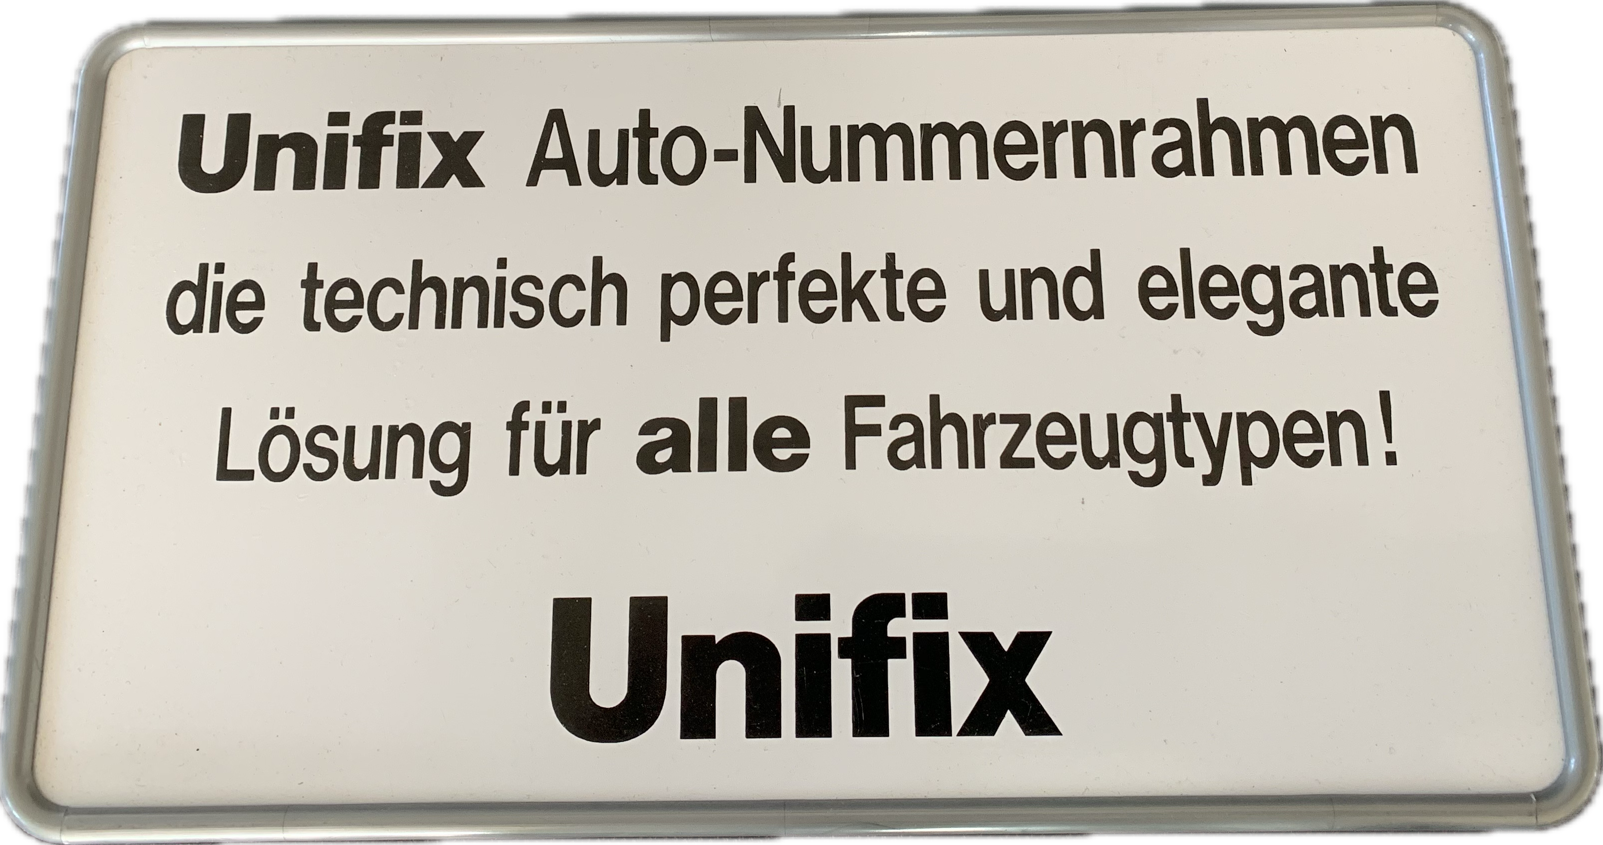 Unifix Auto-Nummernrahmen
die technisch perfekte und elegante
Lösung für alle Fahrzeugtypen!
Unifix